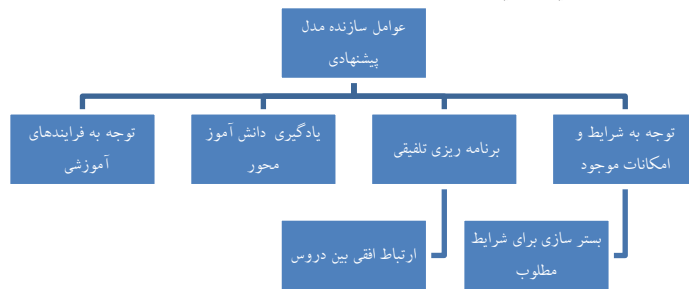 عوامل سازنده مدل
پیشنهادی
توجه به شرایط و
امکانات موجود
برنامه ریزی تلفیقی
یادگیری دانش آموز
محور
توجه به فرایندهای
آموزشی
بستر سازی برای شرایط
مطلوب
ارتباط افقی بین دروس